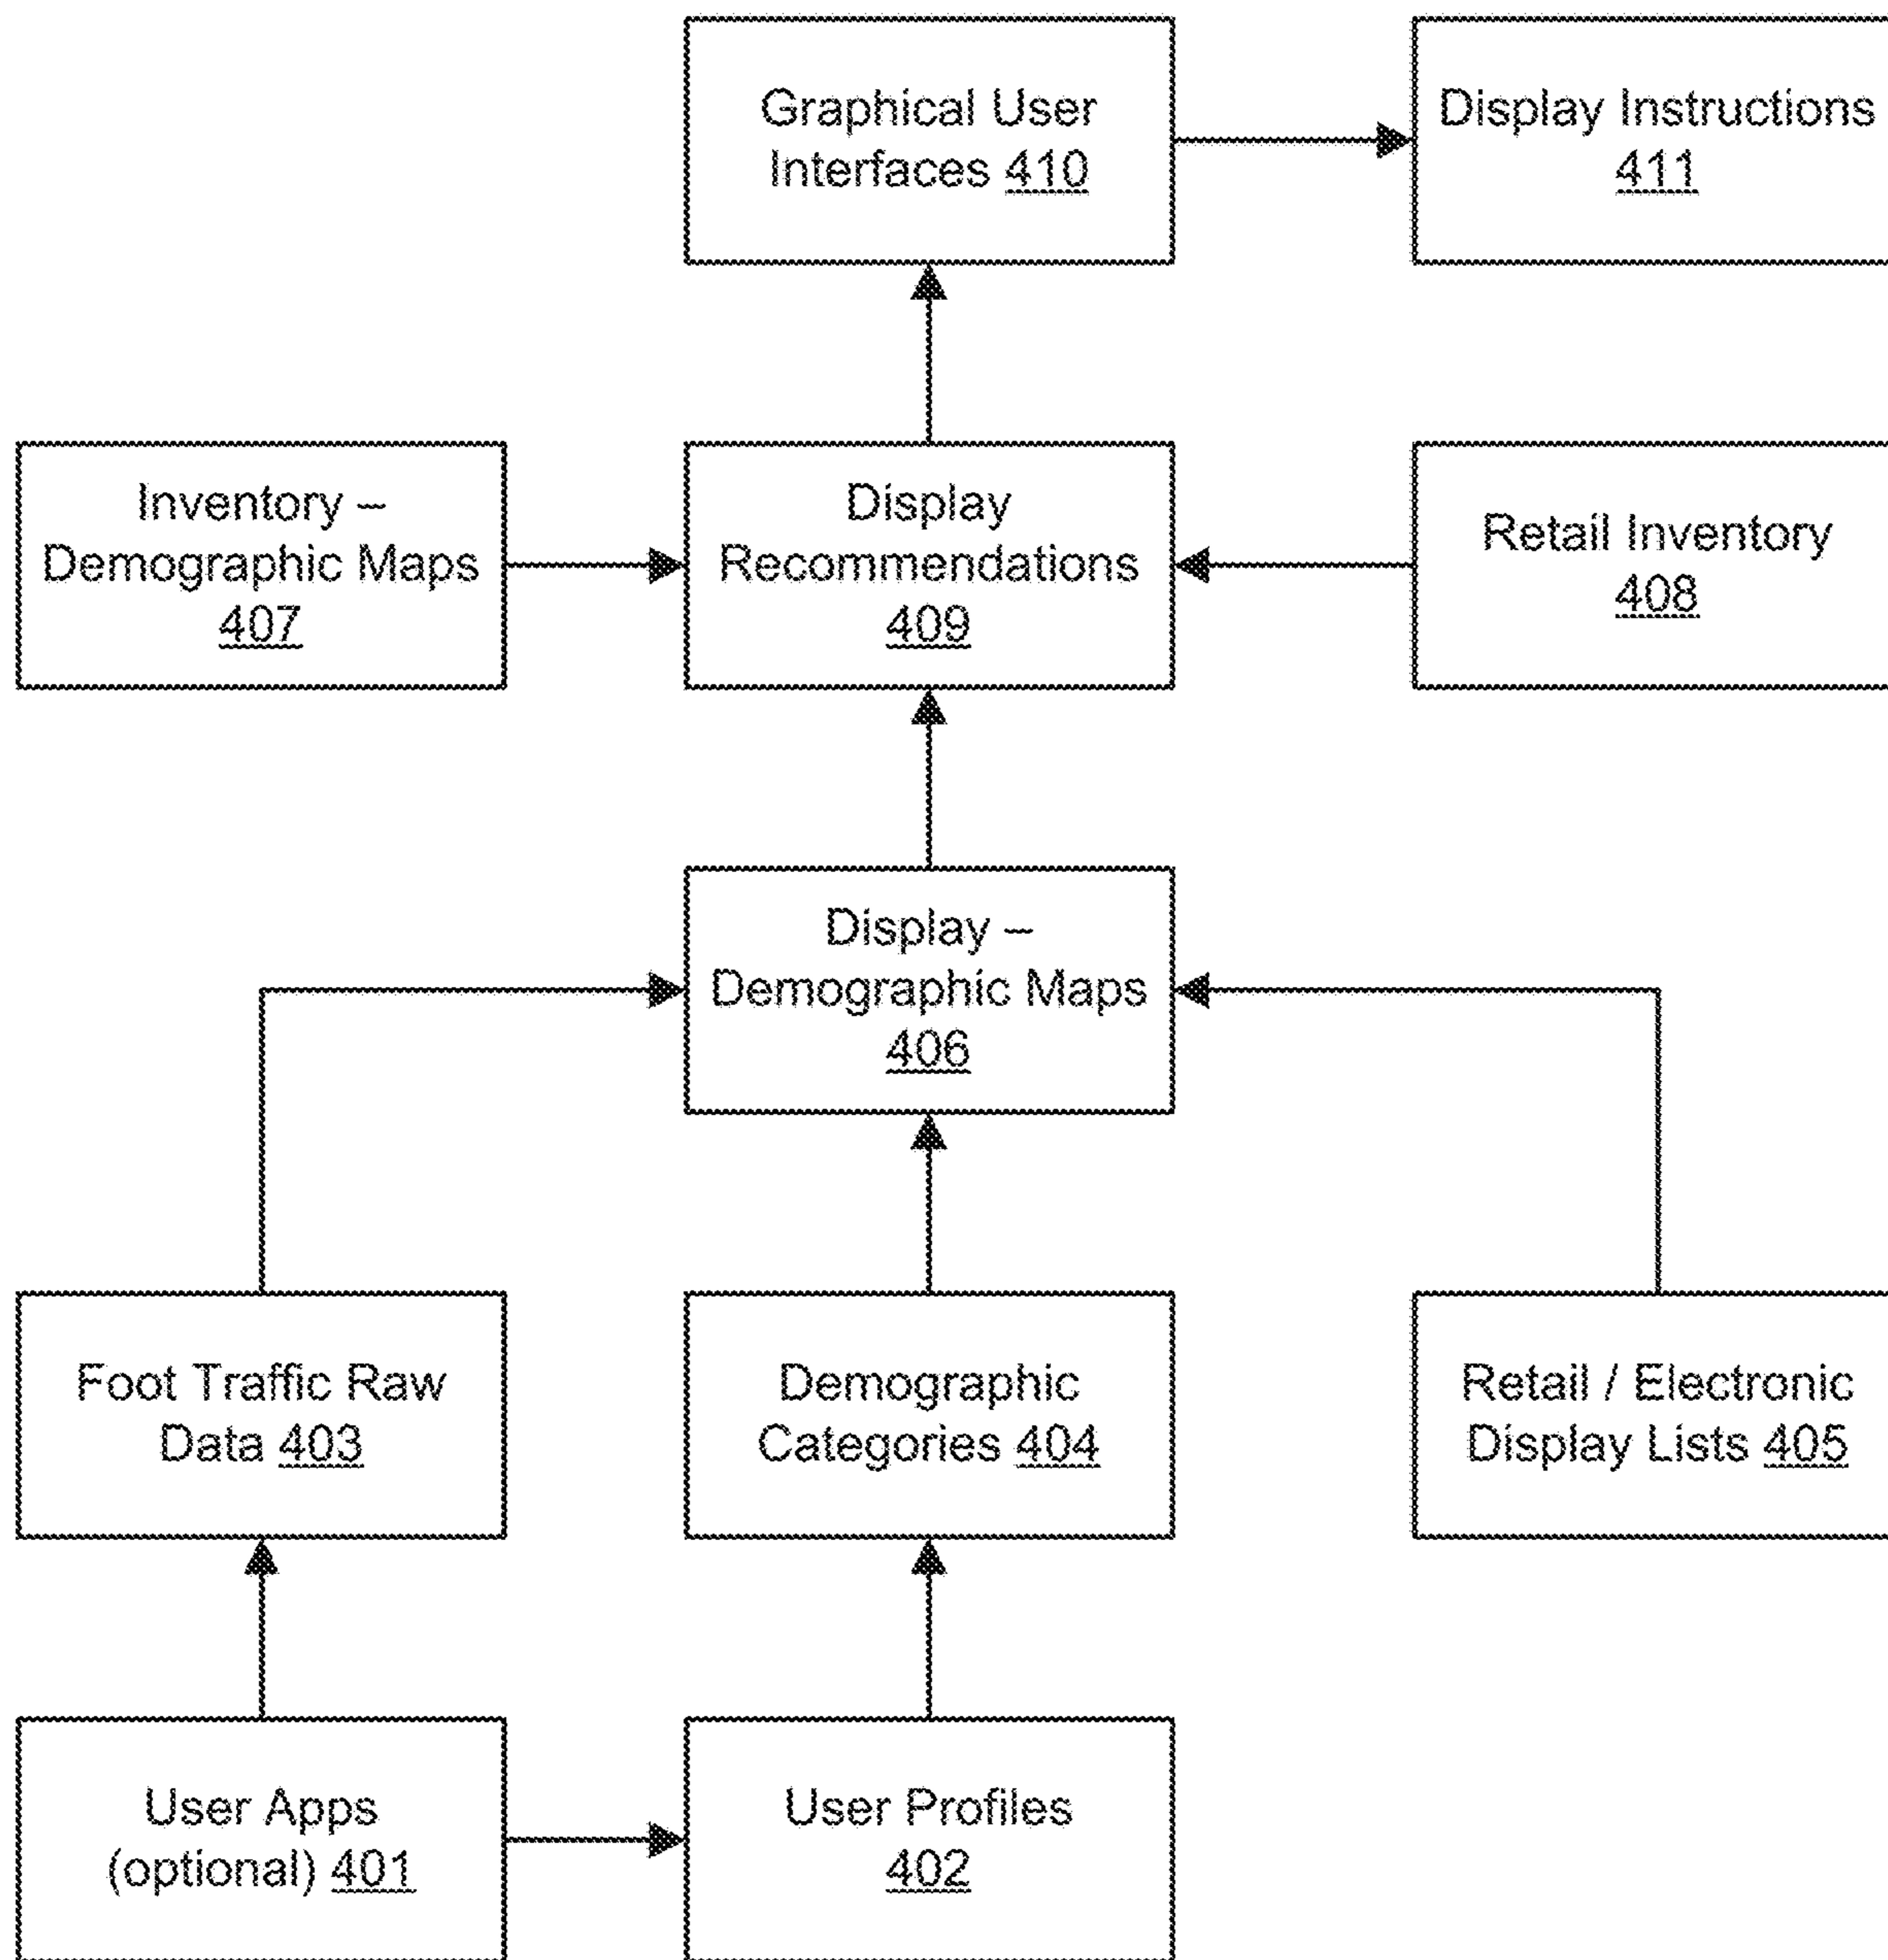 Graphical User
Interfaces 410
Display Instructions
411
Inventory –
Demographic Maps
407
Display
Recommendations
409
Retail Inventory
408
Display –
Demographic Maps
406
Foot Traffic Raw
Data 403
Demographic
Categories 404
Retail / Electronic
Display Lists 405
User Apps
(optional) 401
User Profiles
402